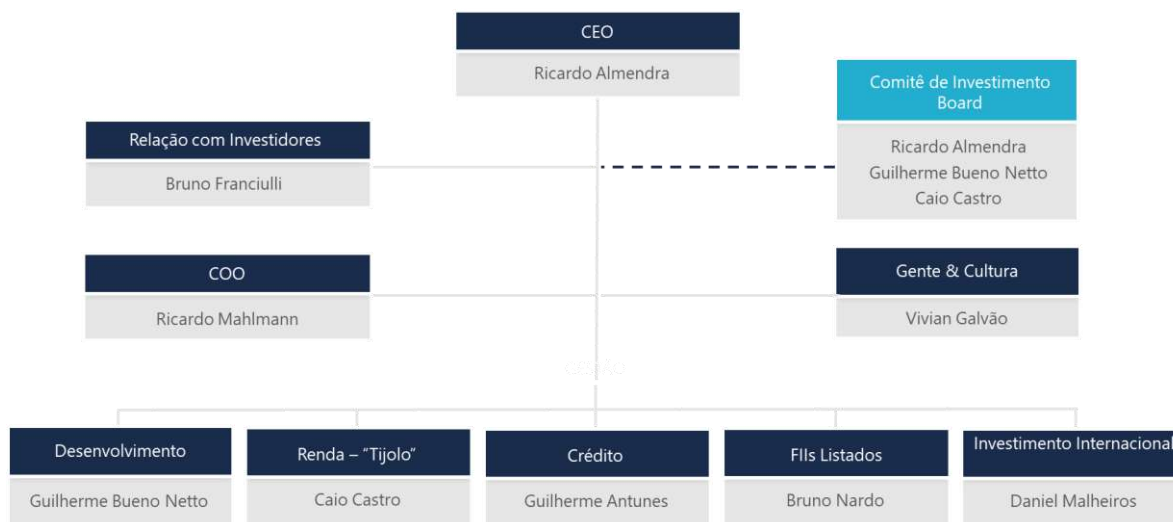 CEO
Ricardo Almendra
Comitê de Investimento
Board
Ricardo Almendra
Guilherme Bueno Netto
Caio Castro
Relação com Investidores
Bruno Franciulli
COO
Ricardo Mahlmann
Gente & Cultura
Vivian Galvão
GESTÃO
Desenvolvimento
Guilherme Bueno Netto
Renda – "Tijolo"
Caio Castro
Crédito
Guilherme Antunes
FIIs Listados
Bruno Nardo
Investimento Internacional
Daniel Malheiros